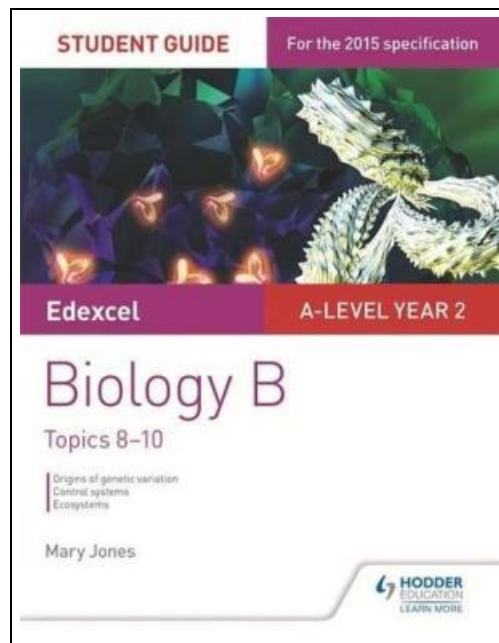 STUDENT GUIDE
For the 2015 specification
Edexcel
A-LEVEL YEAR 2
Biology B
Topics 8–10
Origins of genetic variation
Control systems
Ecosystems
Mary Jones
HODDER
EDUCATION
LEARN MORE